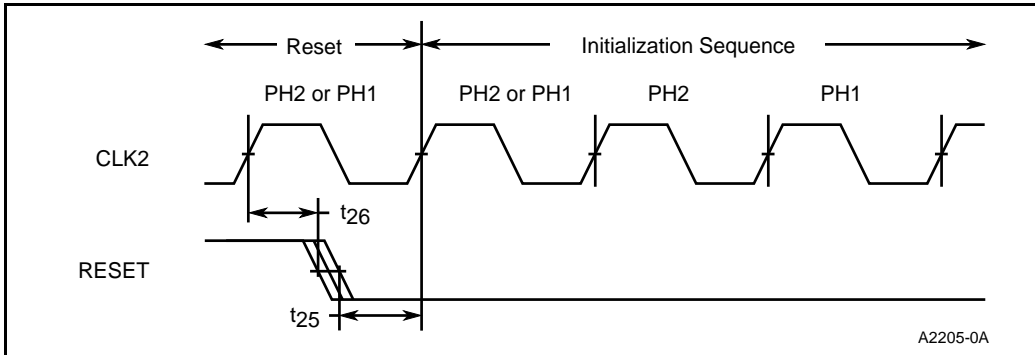 Reset
Initialization Sequence
PH2 or PH1
PH2 or PH1
PH2
PH1
CLK2
t26
RESET
t25
A2205-0A